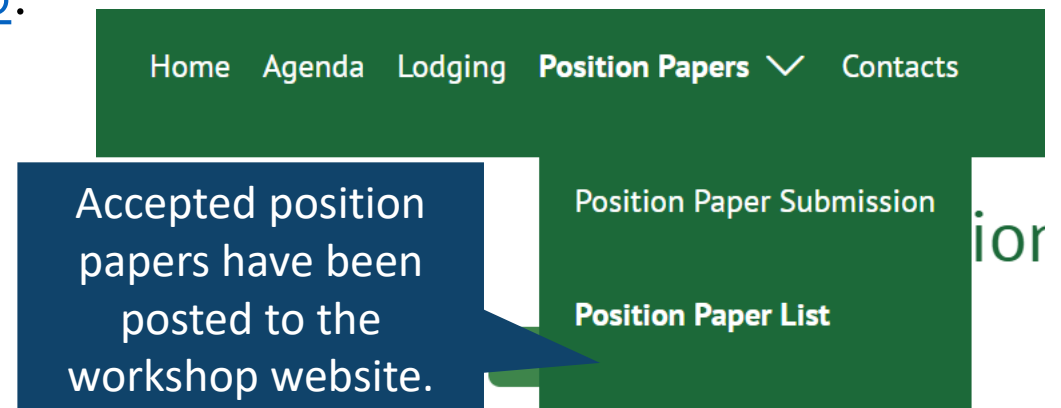 Home Agenda Lodging Position Papers Contacts
Position Paper Submission
Position Paper List
Accepted position
papers have been
posted to the
workshop website.